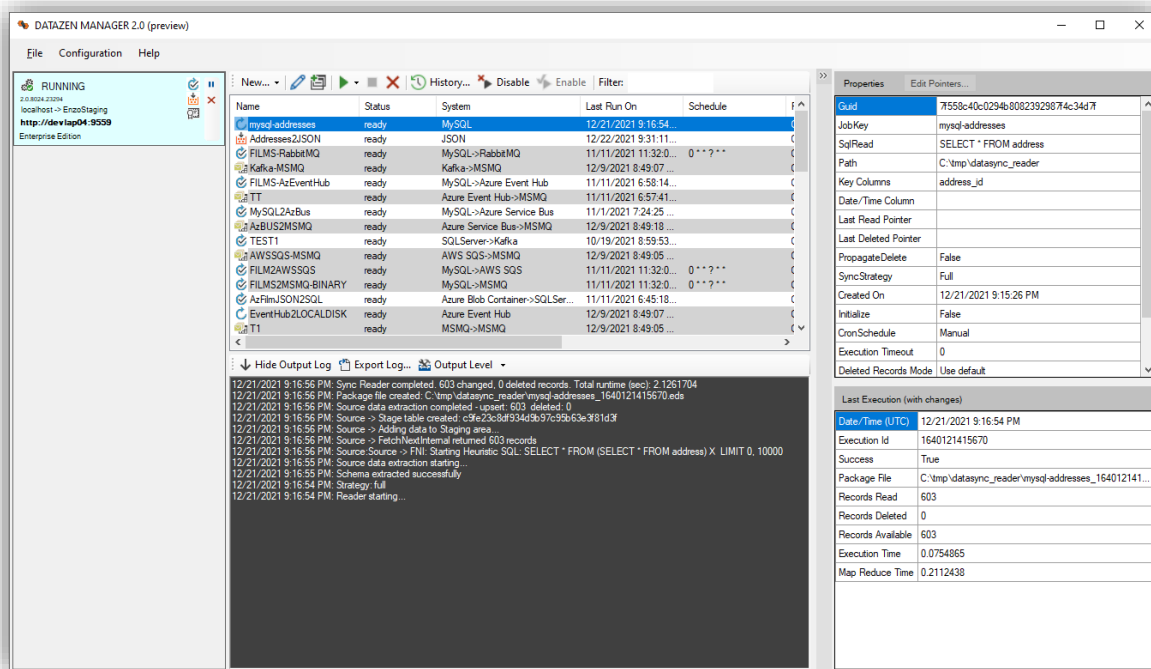 DATAZEN MANAGER 2.0 (preview)
File Configuration Help
RUNNING
2.0.8024.23294
localhost -> EnzoStaging
http://devlap04:9559
Enterprise Edition
New... History... Disable Enable Filter:
Name Status System Last Run On Schedule
mysql-addresses ready MySQL 12/21/2021 9:16:54...
Addresses2JSON ready JSON 12/22/2021 9:31:11...
FILMS-RabbitMQ ready MySQL->RabbitMQ 11/11/2021 11:32:0... 0 * * ? * *
Kafka-MSMQ ready Kafka->MSMQ 12/9/2021 8:49:07 ...
FILMS-AzEventHub ready MySQL->Azure Event Hub 11/11/2021 6:58:14...
TT ready Azure Event Hub->MSMQ 11/11/2021 6:57:41...
MySQL2AzBus ready MySQL->Azure Service Bus 11/1/2021 7:24:25 ...
AzBUS2MSMQ ready Azure Service Bus->MSMQ 12/9/2021 8:49:18 ...
TEST1 ready SQLServer->Kafka 10/19/2021 8:59:53...
AWSSQS-MSMQ ready AWS SQS->MSMQ 12/9/2021 8:49:05 ...
FILM2AWSSQS ready MySQL->AWS SQS 11/11/2021 11:32:0... 0 * * ? * *
FILMS2MSMQ-BINARY ready MySQL->MSMQ 11/11/2021 11:32:0... 0 * * ? * *
AzFilmJSON2SQL ready Azure Blob Container->SQLSer... 11/11/2021 6:45:18...
EventHub2LOCALDISK ready Azure Event Hub 12/9/2021 8:49:07 ...
T1 ready MSMQ->MSMQ 12/9/2021 8:49:05 ...
Hide Output Log Export Log... Output Level
12/21/2021 9:16:56 PM: Sync Reader completed. 603 changed, 0 deleted records. Total runtime (sec): 2.1261704
12/21/2021 9:16:56 PM: Package file created: C:\tmp\datasync_reader\mysql-addresses_1640121415670.eds
12/21/2021 9:16:56 PM: Source data extraction completed - upsert: 603 deleted: 0
12/21/2021 9:16:56 PM: Source -> Stage table created: c9fe23c8df934d9b97c95b63e3f81d3f
12/21/2021 9:16:56 PM: Source -> Adding data to Staging area...
12/21/2021 9:16:56 PM: Source -> FetchNextInternal returned 603 records
12/21/2021 9:16:56 PM: Source:Source -> FNI: Starting Heuristic SQL: SELECT * FROM (SELECT * FROM address) X LIMIT 0, 10000
12/21/2021 9:16:55 PM: Source data extraction starting...
12/21/2021 9:16:55 PM: Schema extracted successfully
12/21/2021 9:16:54 PM: Strategy: full
12/21/2021 9:16:54 PM: Reader starting...
Properties Edit Pointers...
Guid 7f558c40c0294b8082392987f4c34d7f
JobKey mysql-addresses
SqlRead SELECT * FROM address
Path C:\tmp\datasync_reader
Key Columns address_id
Date/Time Column
Last Read Pointer
Last Deleted Pointer
PropagateDelete False
SyncStrategy Full
Created On 12/21/2021 9:15:26 PM
Initialize False
CronSchedule Manual
Execution Timeout 0
Deleted Records Mode Use default
Last Execution (with changes)
Date/Time (UTC) 12/21/2021 9:16:54 PM
Execution Id 1640121415670
Success True
Package File C:\tmp\datasync_reader\mysql-addresses_164012141...
Records Read 603
Records Deleted 0
Records Available 603
Execution Time 0.0754865
Map Reduce Time 0.2112438